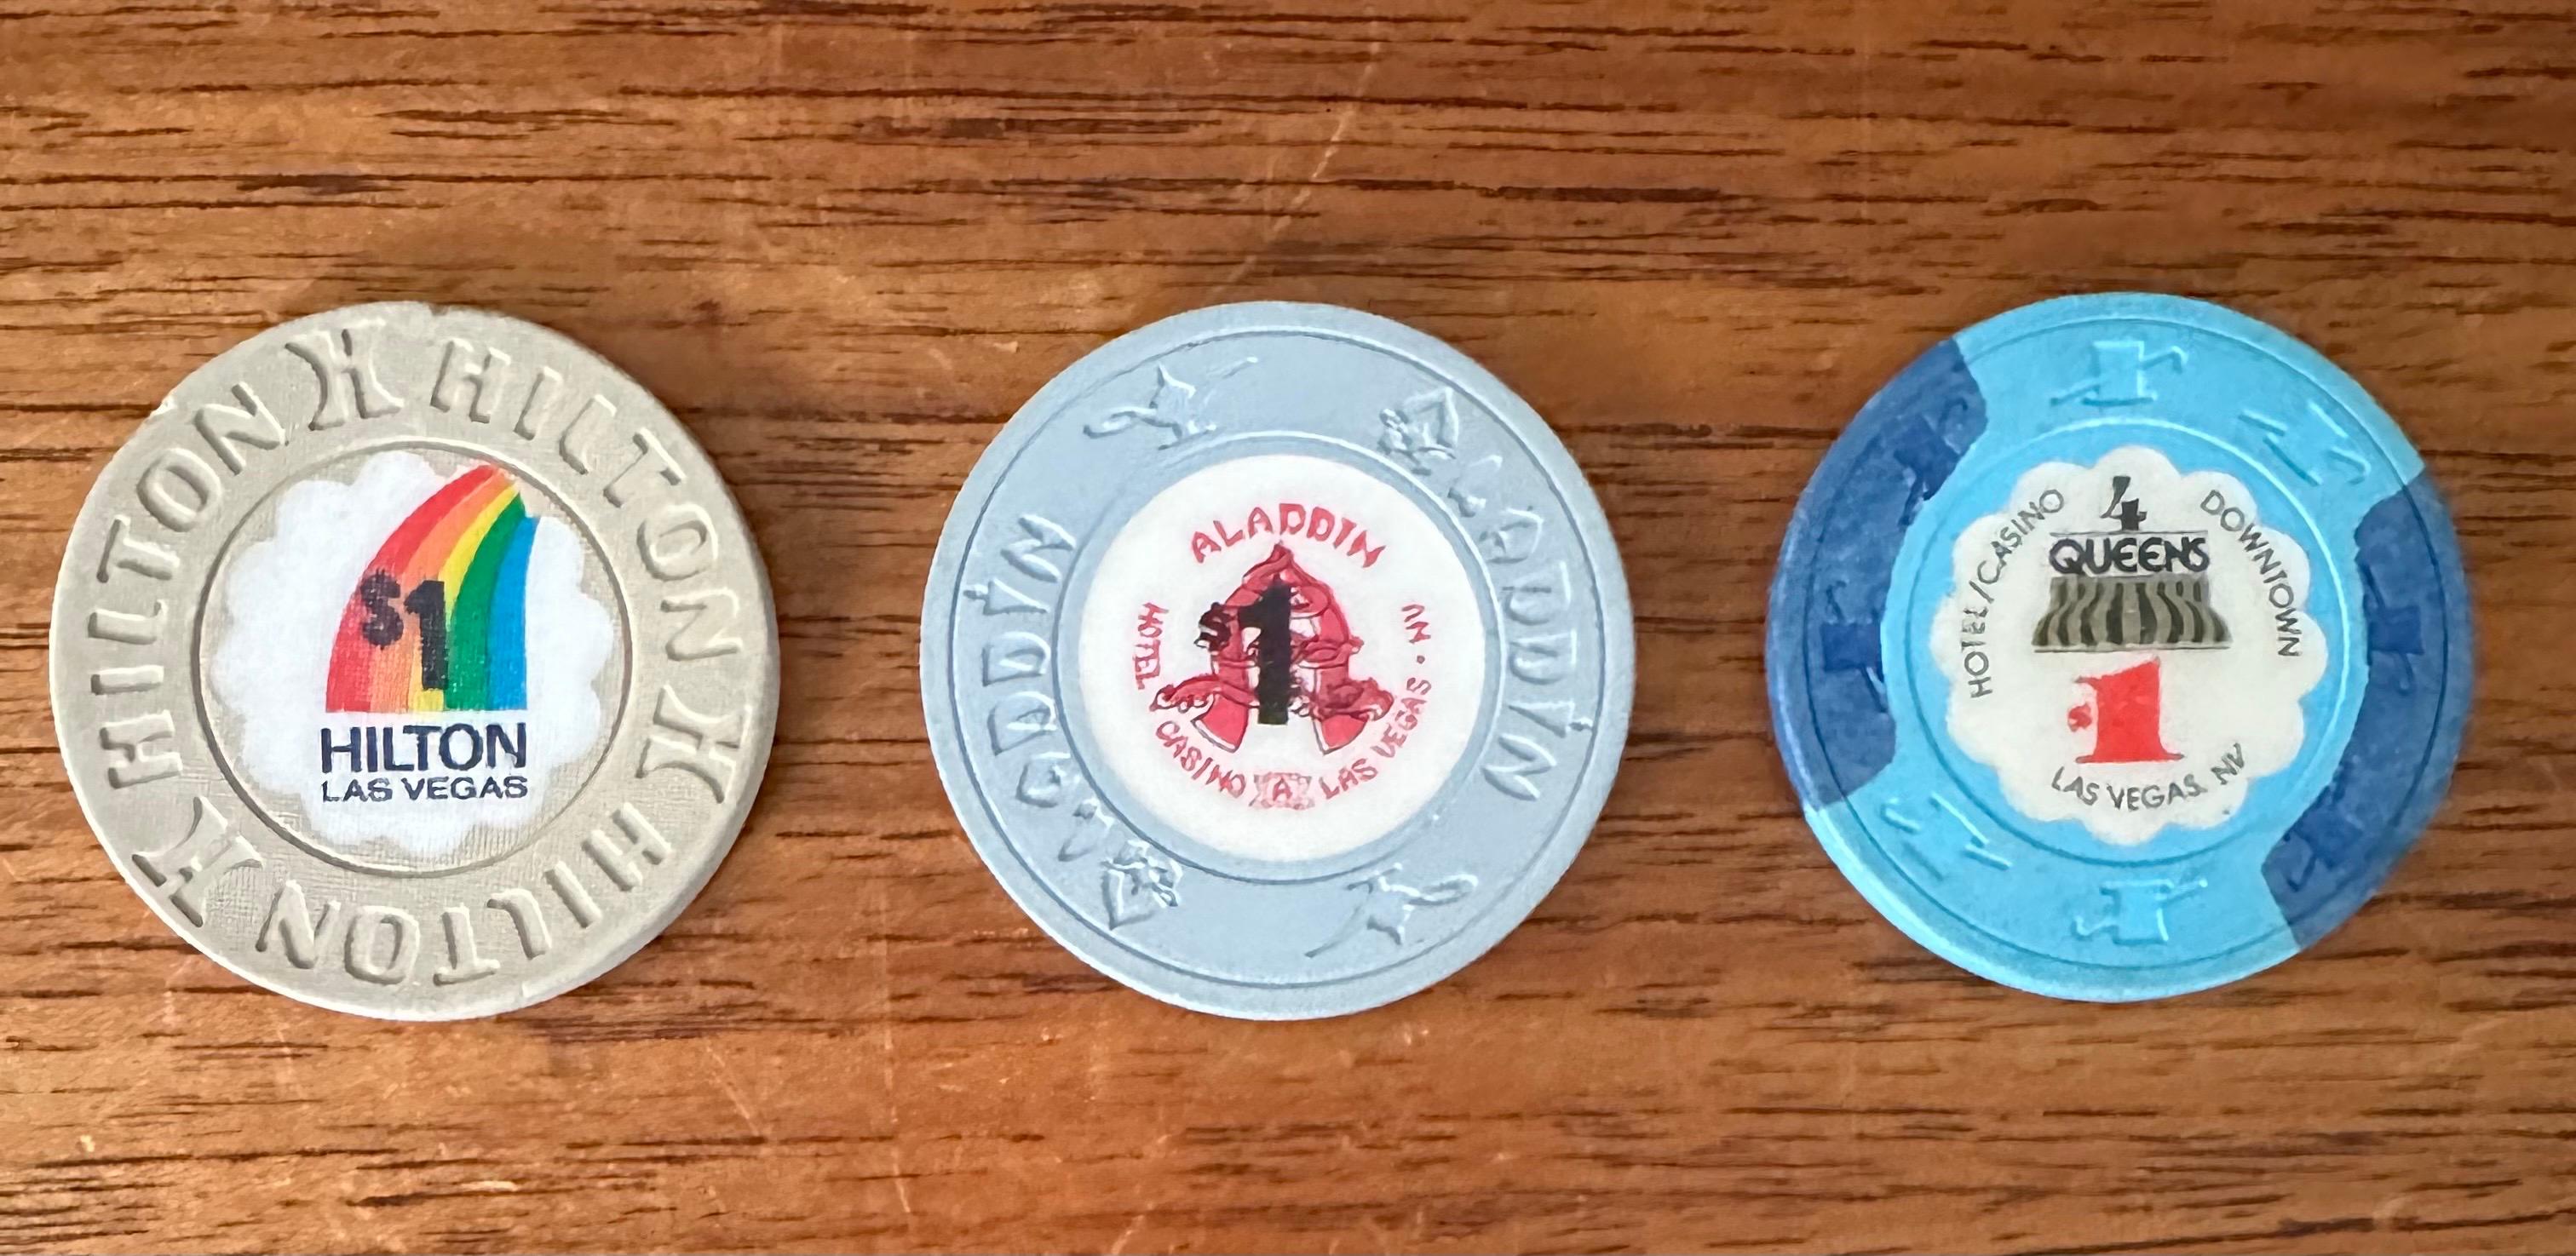 HILTON H HILTON H HILTON H HILTON
$1
HILTON
LAS VEGAS
ALADDIN
ALADDIN
ALADDIN
$1
HOTEL
CASINO A LAS VEGAS • NV
4
QUEENS
HOTEL/CASINO
DOWNTOWN
$1
LAS VEGAS, NV